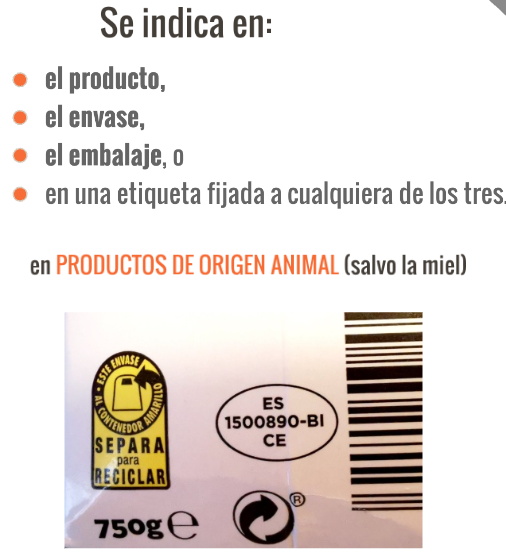 Se indica en:
el producto,
el envase,
el embalaje, o
en una etiqueta fijada a cualquiera de los tres.
en PRODUCTOS DE ORIGEN ANIMAL (salvo la miel)
• ESTE ENVASE •
AL CONTENEDOR AMARILLO
SEPARA
para
RECICLAR
ES
1500890-BI
CE
®
750g e